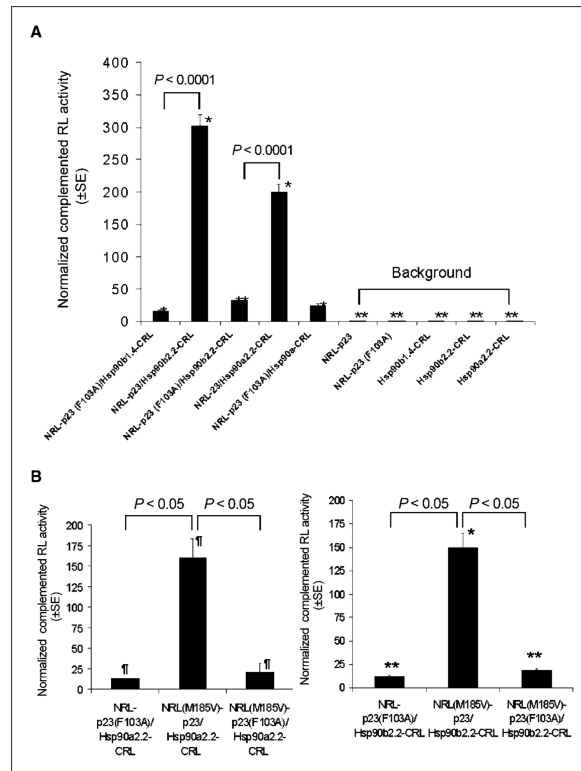 A
Normalized complemented RL activity
(±SE)
400
350
300
250
200
150
100
50
0
P < 0.0001
P < 0.0001
*
*
*
**
*
Background
**
**
**
**
**
NRL-p23 (F103A)/Hsp90b1.4-CRL
NRL-p23/Hsp90b2.2-CRL
NRL-p23 (F103A)/Hsp90b2.2-CRL
NRL-23/Hsp90a2.2-CRL
NRL-p23 (F103A)/Hsp90a-CRL
NRL-p23
NRL-p23 (F103A)
Hsp90b1.4-CRL
Hsp90b2.2-CRL
Hsp90a2.2-CRL
B
Normalized complemented RL activity
(±SE)
200
175
150
125
100
75
50
25
0
P < 0.05
P < 0.05
¶
¶
¶
NRL-
p23(F103A)/
Hsp90a2.2-
CRL
NRL(M185V)-
p23/
Hsp90a2.2-
CRL
NRL(M185V)-
p23(F103A)/
Hsp90a2.2-
CRL
Normalized complemented RL activity
(±SE)
200
175
150
125
100
75
50
25
0
P < 0.05
P < 0.05
**
*
**
NRL-
p23(F103A)/
Hsp90b2.2-CRL
NRL(M185V)-
p23/
Hsp90b2.2-CRL
NRL(M185V)-
p23(F103A)/
Hsp90b2.2-CRL